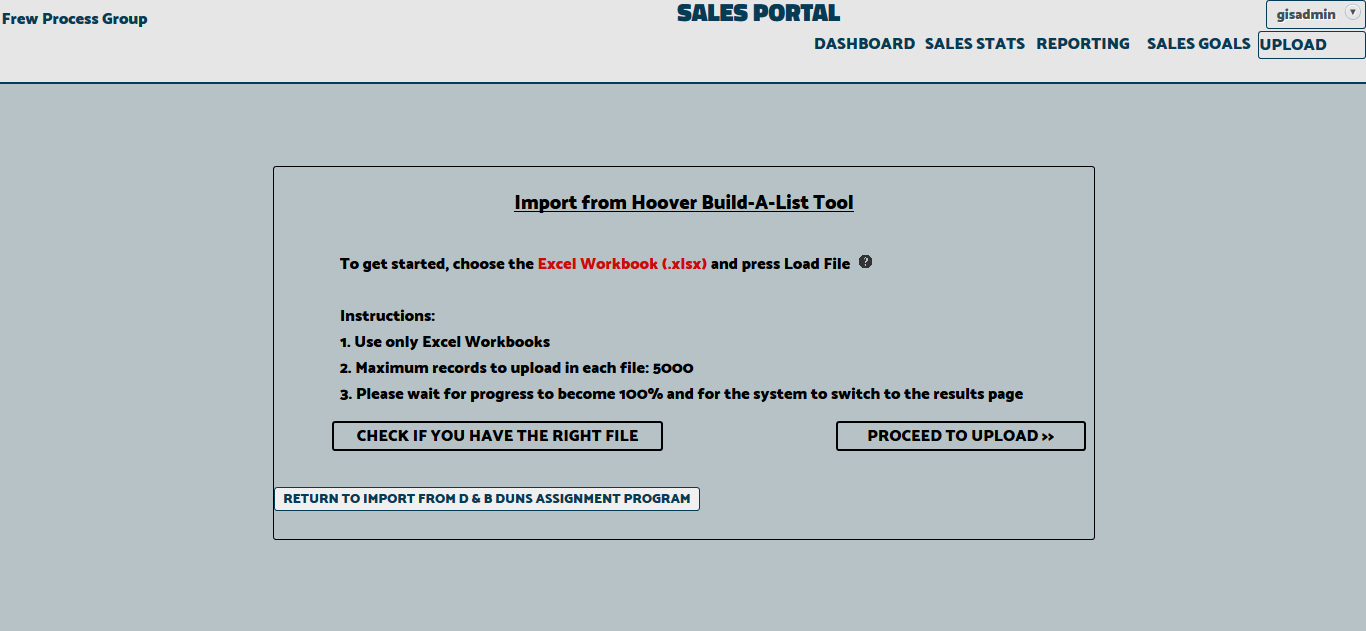 Frew Process Group
SALES PORTAL
gisadmin
DASHBOARD SALES STATS REPORTING SALES GOALS UPLOAD
Import from Hoover Build-A-List Tool
To get started, choose the Excel Workbook (.xlsx) and press Load File ?
Instructions:
1. Use only Excel Workbooks
2. Maximum records to upload in each file: 5000
3. Please wait for progress to become 100% and for the system to switch to the results page
CHECK IF YOU HAVE THE RIGHT FILE PROCEED TO UPLOAD >>
RETURN TO IMPORT FROM D & B DUNS ASSIGNMENT PROGRAM